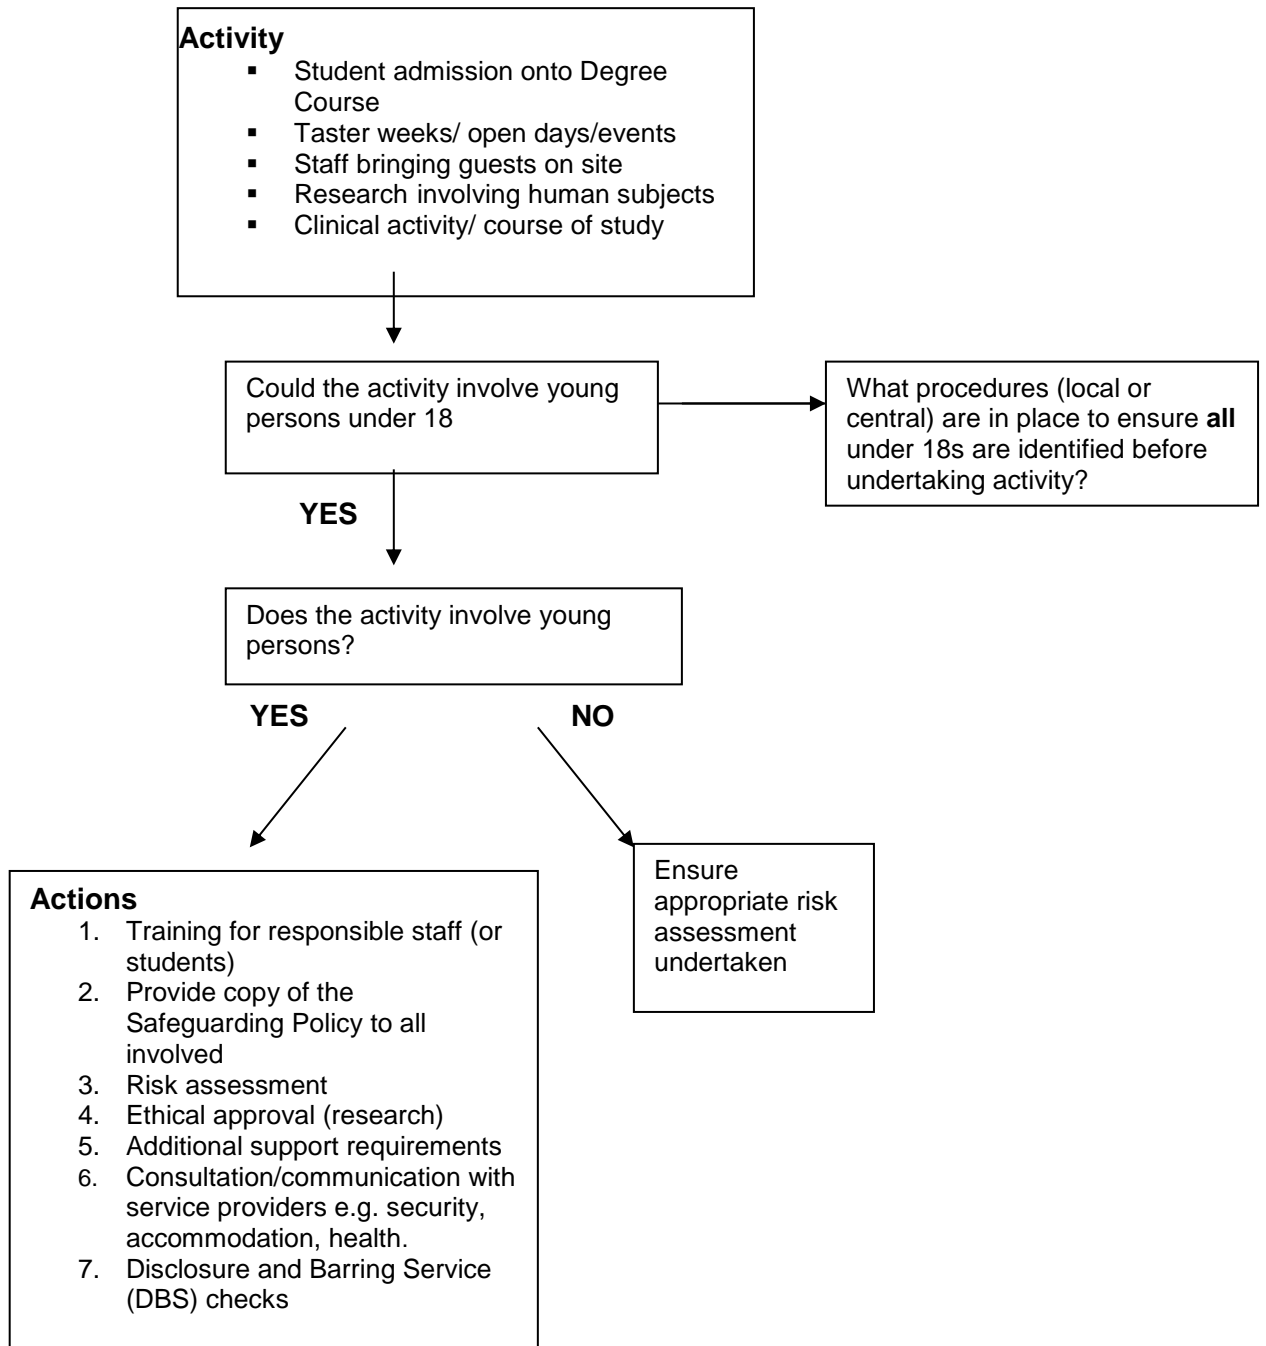 Activity
▪ Student admission onto Degree
Course
▪ Taster weeks/ open days/events
▪ Staff bringing guests on site
▪ Research involving human subjects
▪ Clinical activity/ course of study
Could the activity involve young
persons under 18
What procedures (local or
central) are in place to ensure all
under 18s are identified before
undertaking activity?
YES
Does the activity involve young
persons?
YES
NO
Actions
1. Training for responsible staff (or
students)
2. Provide copy of the
Safeguarding Policy to all
involved
3. Risk assessment
4. Ethical approval (research)
5. Additional support requirements
6. Consultation/communication with
service providers e.g. security,
accommodation, health.
7. Disclosure and Barring Service
(DBS) checks
Ensure
appropriate risk
assessment
undertaken